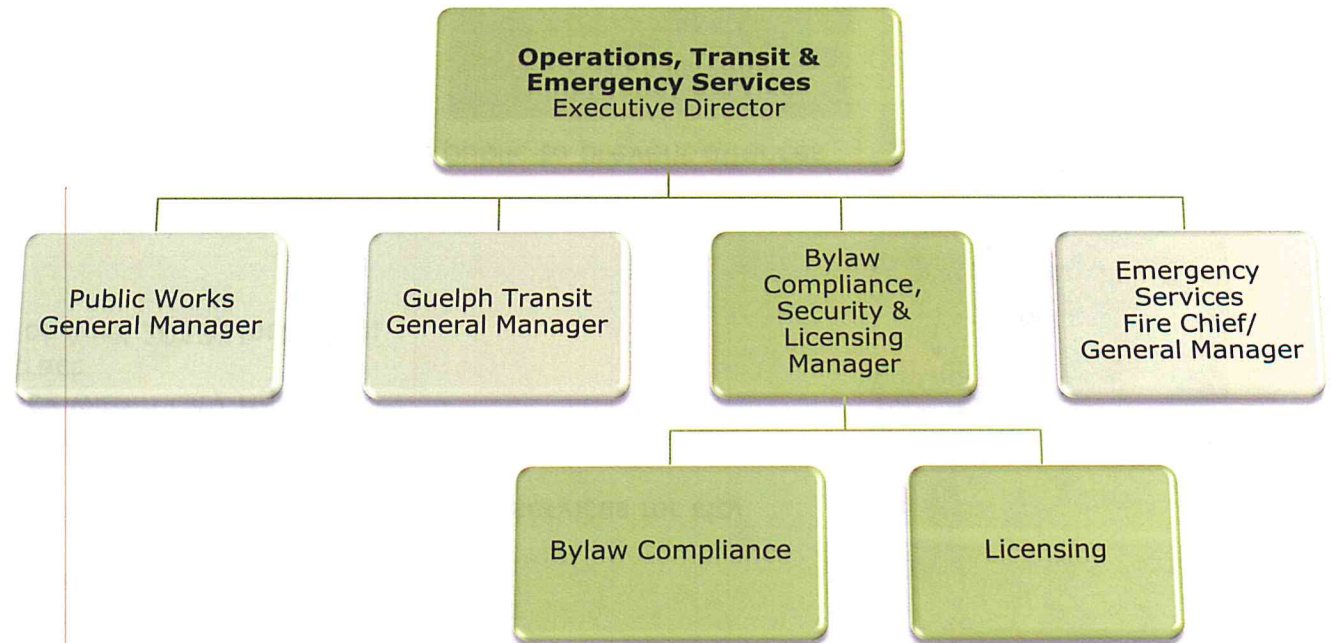 Operations, Transit &
Emergency Services
Executive Director
Public Works
General Manager
Guelph Transit
General Manager
Bylaw
Compliance,
Security &
Licensing
Manager
Emergency
Services
Fire Chief/
General Manager
Bylaw Compliance
Licensing